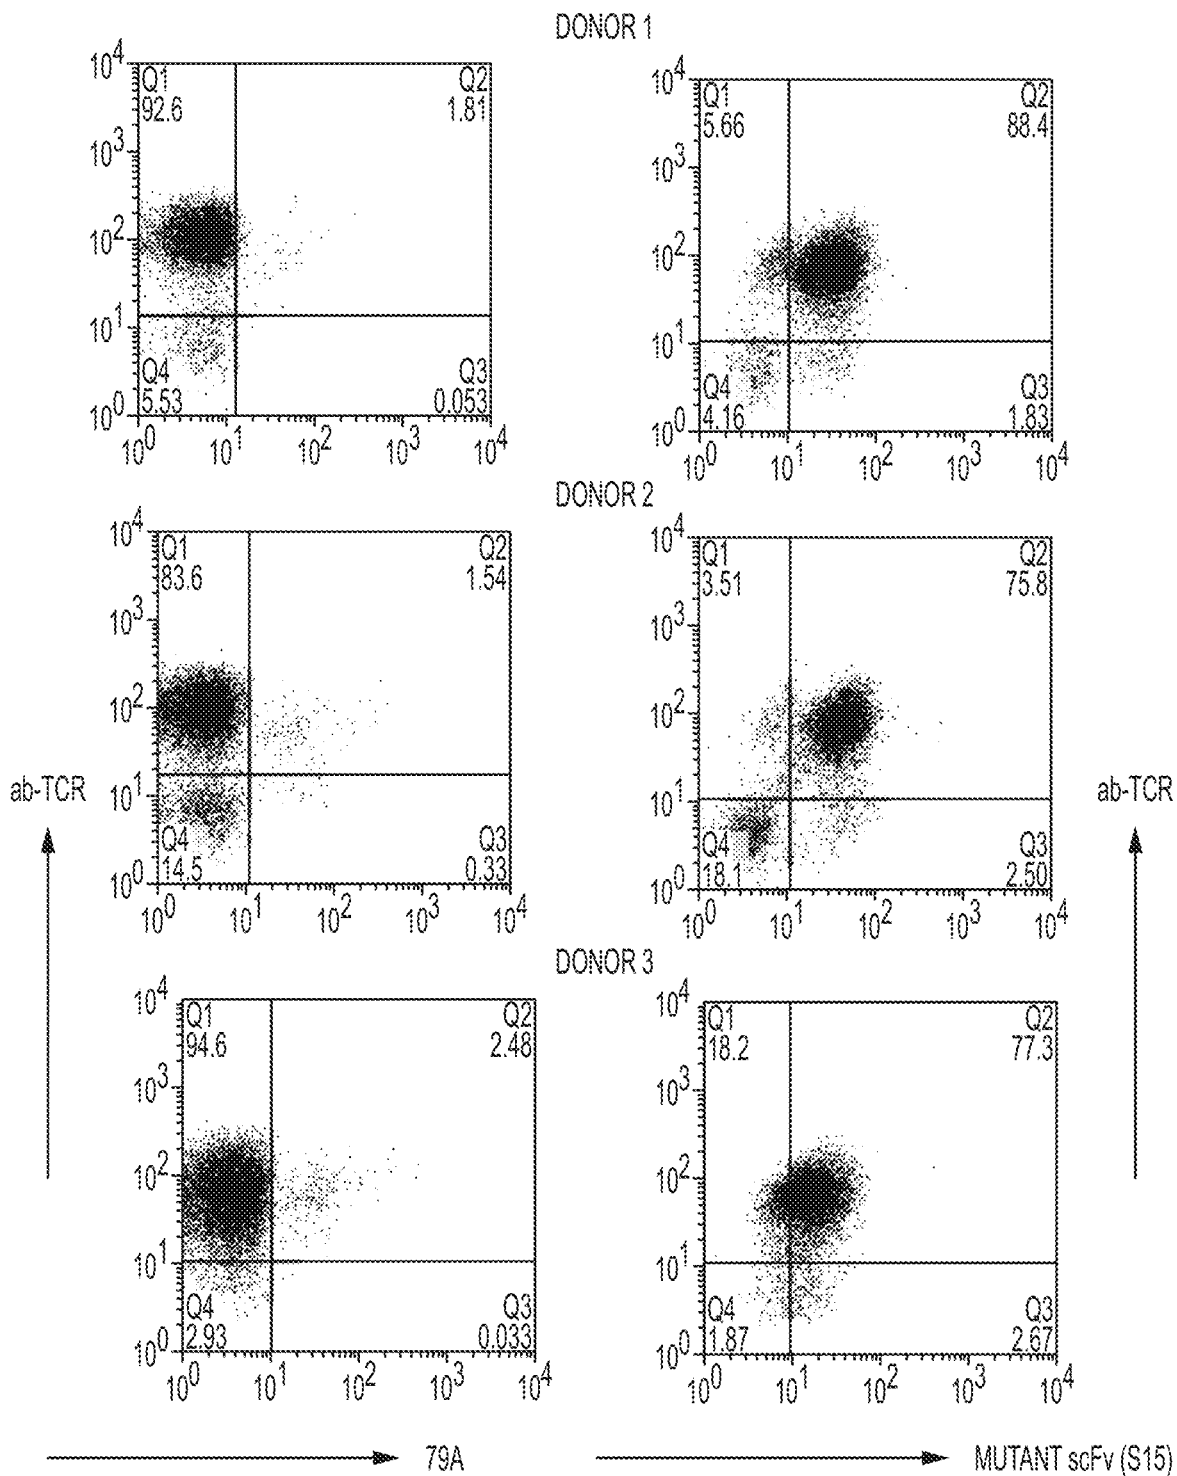 DONOR 1
10^4
10^3
10^2
10^1
10^0
Q1
92.6
Q2
1.81
Q4
5.53
Q3
0.053
10^0 10^1 10^2 10^3 10^4
10^4
10^3
10^2
10^1
10^0
Q1
5.66
Q2
88.4
Q4
4.16
Q3
1.83
10^0 10^1 10^2 10^3 10^4
DONOR 2
10^4
10^3
10^2
10^1
10^0
Q1
83.6
Q2
1.54
Q4
14.5
Q3
0.33
10^0 10^1 10^2 10^3 10^4
10^4
10^3
10^2
10^1
10^0
Q1
3.51
Q2
75.8
Q4
18.1
Q3
2.50
10^0 10^1 10^2 10^3 10^4
ab-TCR
ab-TCR
DONOR 3
10^4
10^3
10^2
10^1
10^0
Q1
94.6
Q2
2.48
Q4
2.93
Q3
0.033
10^0 10^1 10^2 10^3 10^4
10^4
10^3
10^2
10^1
10^0
Q1
18.2
Q2
77.3
Q4
1.87
Q3
2.67
10^0 10^1 10^2 10^3 10^4
79A
MUTANT scFv (S15)